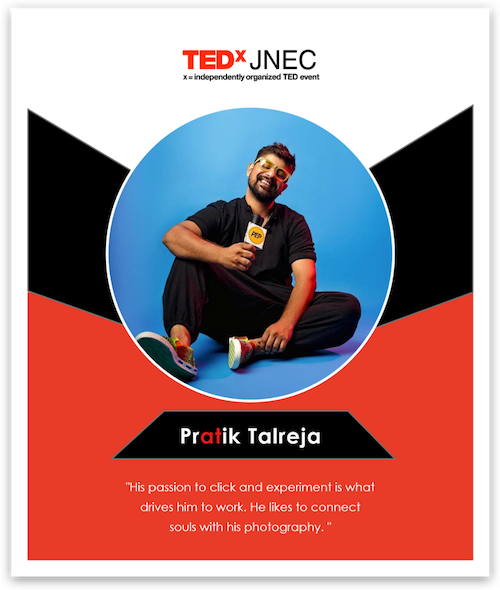 TEDx JNEC
x = independently organized TED event
PEP
Pratik Talreja
"His passion to click and experiment is what
drives him to work. He likes to connect
souls with his photography. "